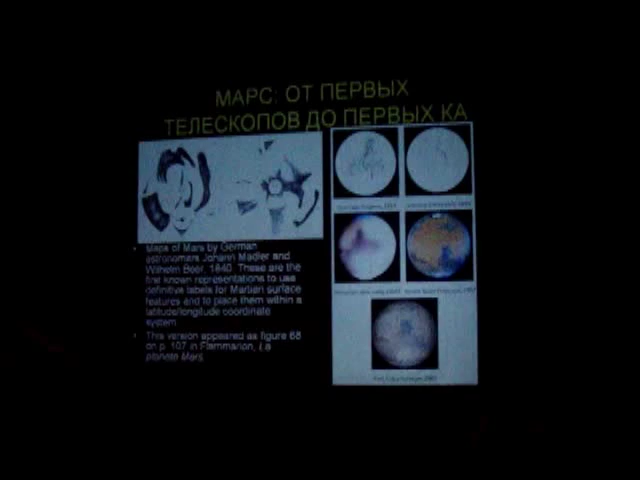 МАРС: ОТ ПЕРВЫХ
ТЕЛЕСКОПОВ ДО ПЕРВЫХ КА
• Maps of Mars by German
astronomers Johann Madler and
Wilhelm Beer, 1840. These are the
first known representations to use
definitive labels for Martian surface
features and to place them within a
latitude/longitude coordinate
system.
• This version appeared as figure 68
on p. 107 in Flammarion, La
planete Mars.